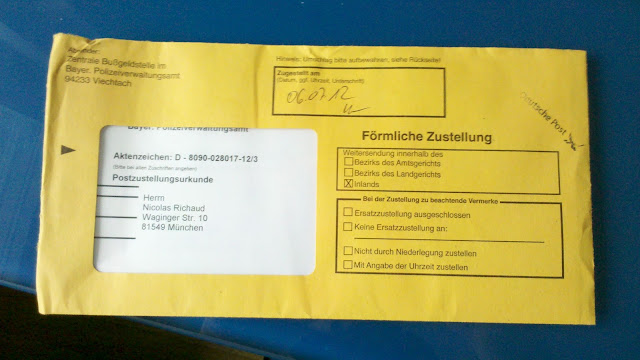 Absender:
Zentrale Bußgeldstelle im
Bayer. Polizeiverwaltungsamt
94233 Viechtach
Hinweis: Umschlag bitte aufbewahren, siehe Rückseite!
Zugestellt am
(Datum, ggf. Uhrzeit, Unterschrift)
06.07.12
Deutsche Post
Bayer. Polizeiverwaltungsamt
Aktenzeichen: D - 8090-028017-12/3
(Bitte bei allen Zuschriften angeben)
Postzustellungsurkunde
Herrn
Nicolas Richaud
Waginger Str. 10
81549 München
Förmliche Zustellung
Weitersendung innerhalb des
Bezirks des Amtsgerichts
Bezirks des Landgerichts
X Inlands
Bei der Zustellung zu beachtende Vermerke
Ersatzzustellung ausgeschlossen
Keine Ersatzzustellung an:
Nicht durch Niederlegung zustellen
Mit Angabe der Uhrzeit zustellen